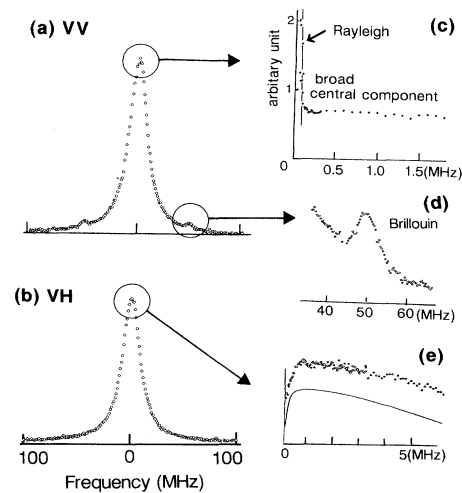 (a) VV
(c)
2
1
0
arbitary unit
Rayleigh
broad
central component
0.5 1.0 1.5(MHz)
(d)
Brillouin
40 50 60 (MHz)
(b) VH
(e)
0 5(MHz)
100 0 100
Frequency (MHz)